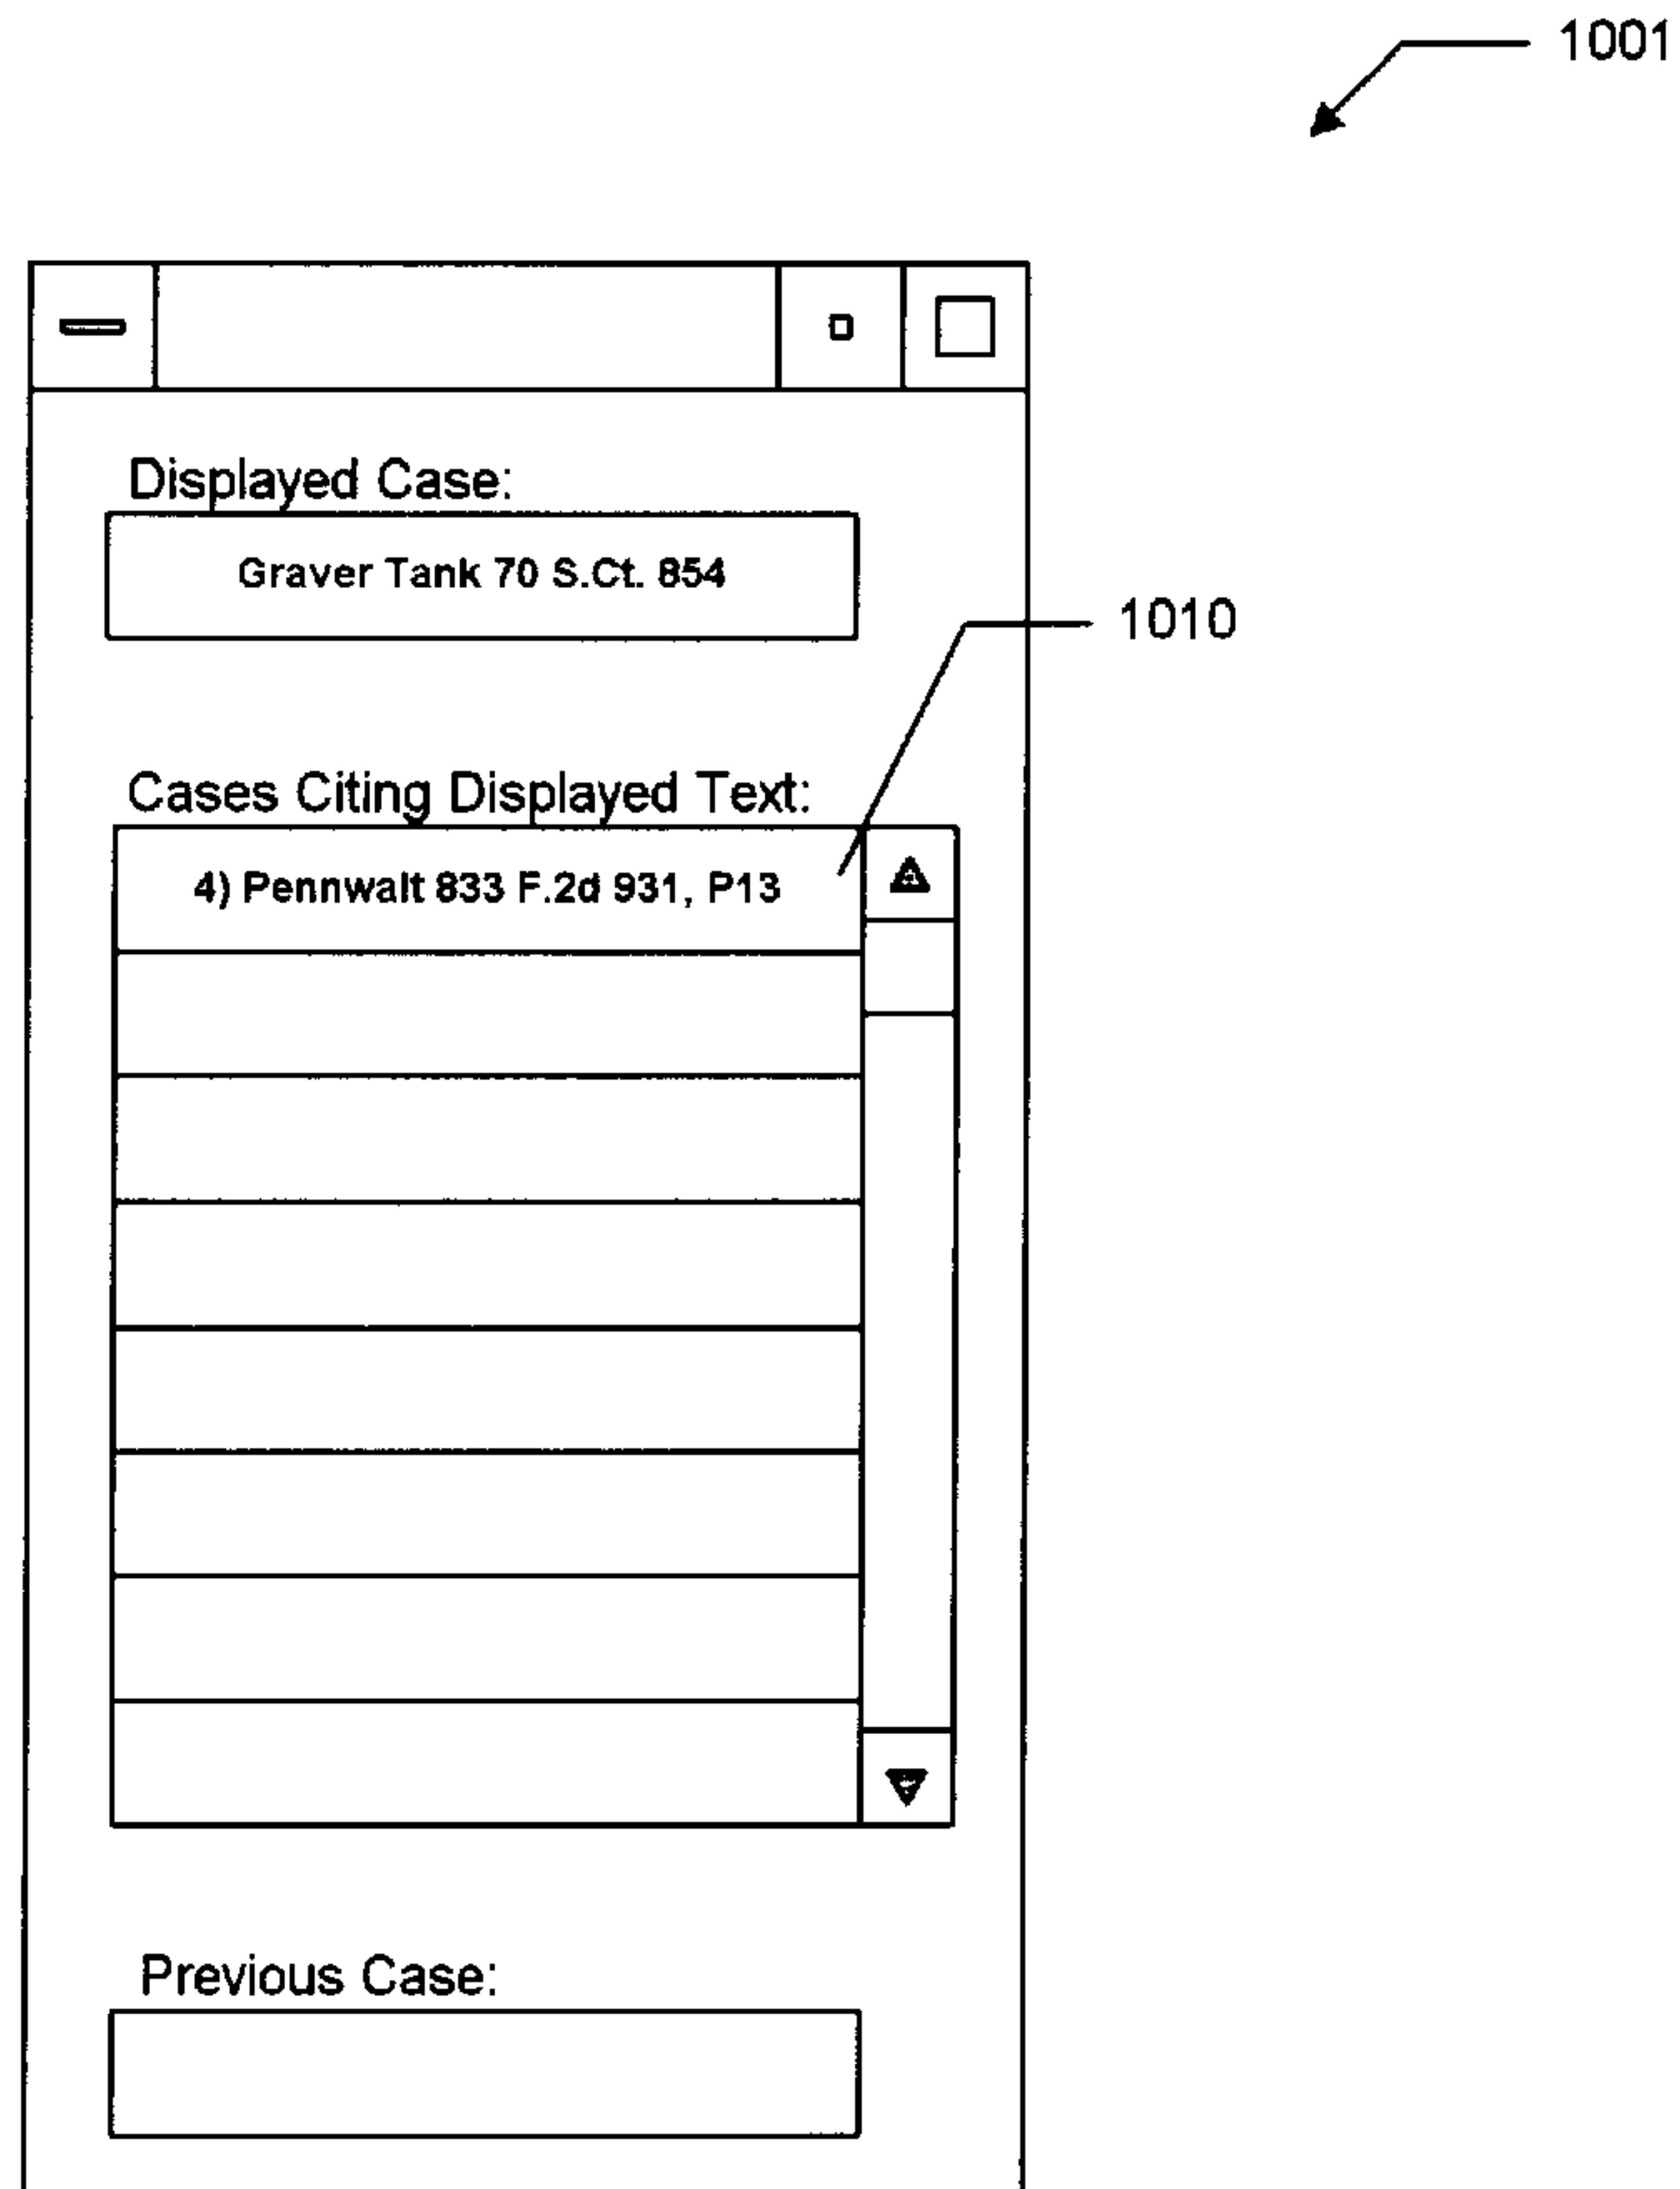 1001
Displayed Case:
Graver Tank 70 S.Ct. 854
1010
Cases Citing Displayed Text:
4) Pennwalt 833 F.2d 931, P13
Previous Case: